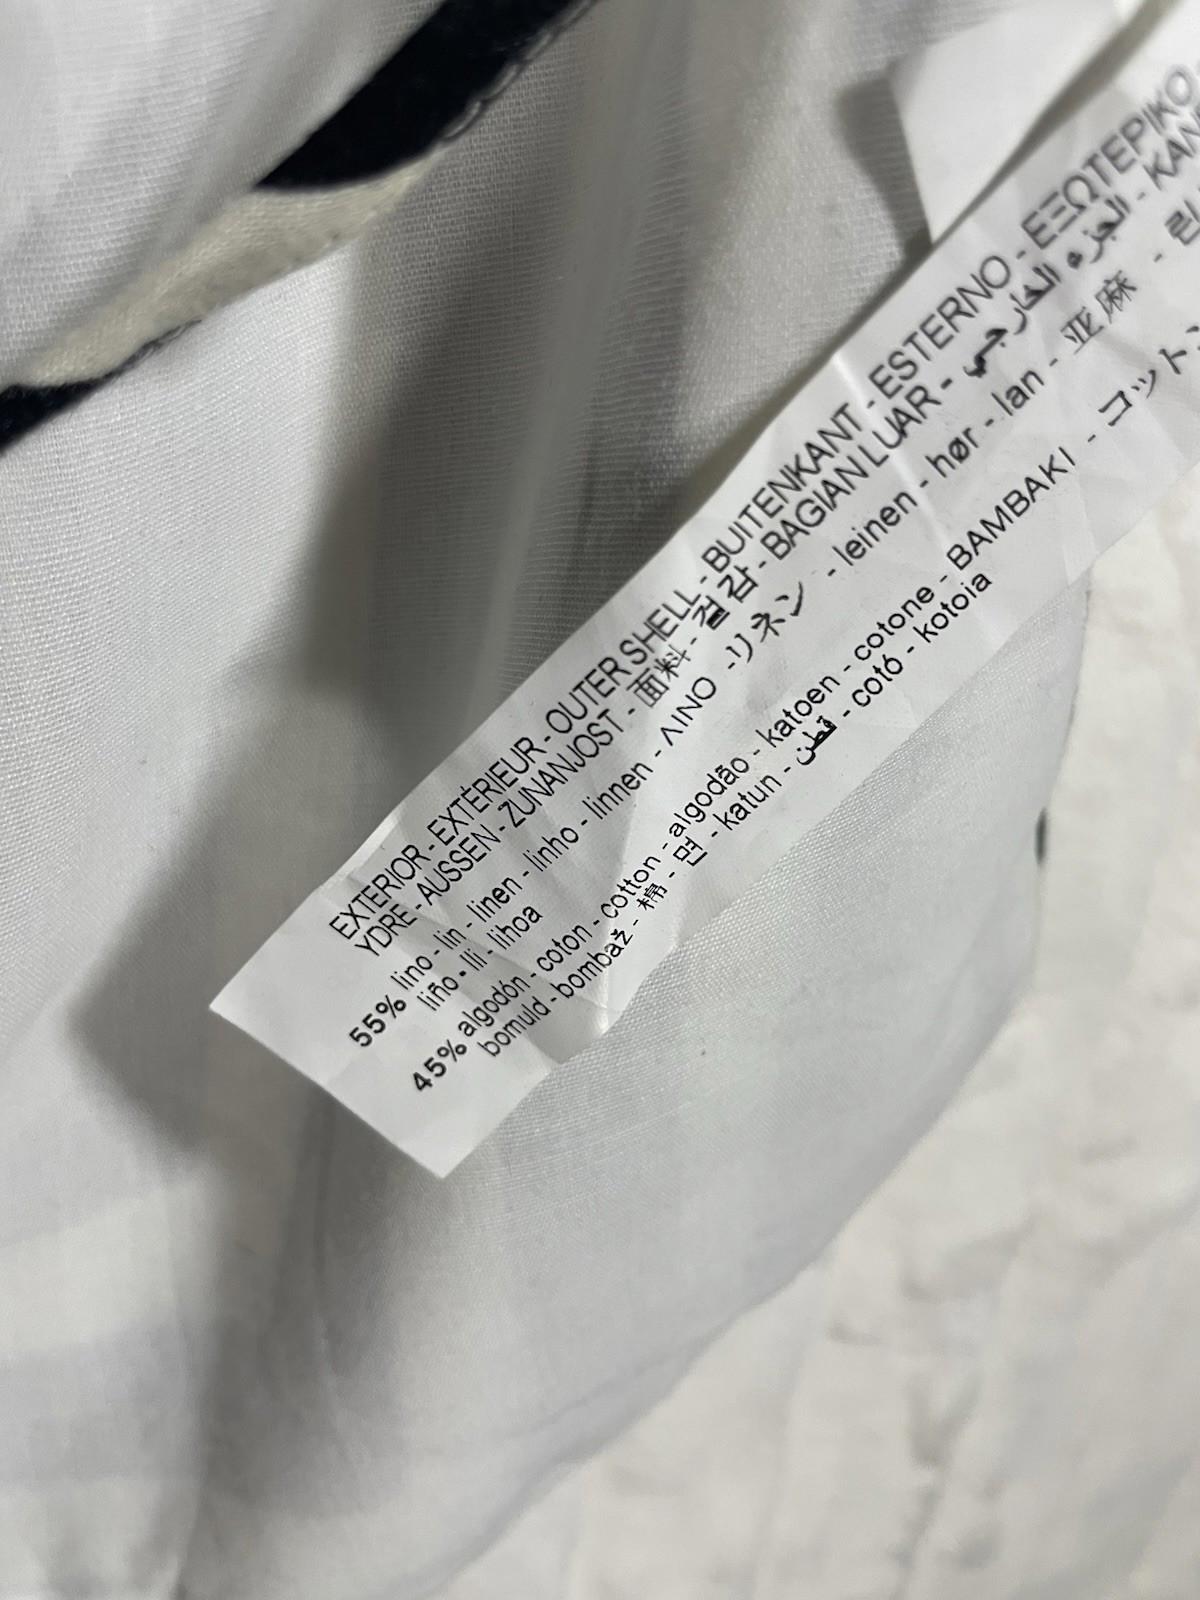 EXTERIOR - EXTÉRIEUR - OUTER SHELL - BUITENKANT - ESTERNO - ΕΞΩΤΕΡΙΚΟ
YDRE - AUSSEN - ZUNANJOST - 面料 - 겉감 - BAGIAN LUAR - الجزء الخارجي -
55% lino - lin - linen - linho - linnen - ΛΙΝΟ - リネン - leinen - hør - lan - 亚麻 -
liño - lli - lihoa
45% algodón - coton - cotton - algodão - katoen - cotone - BAMBAKI - コットン
bomuld - bombaž - 棉 - 면 - katun - قطن - cotó - kotoia